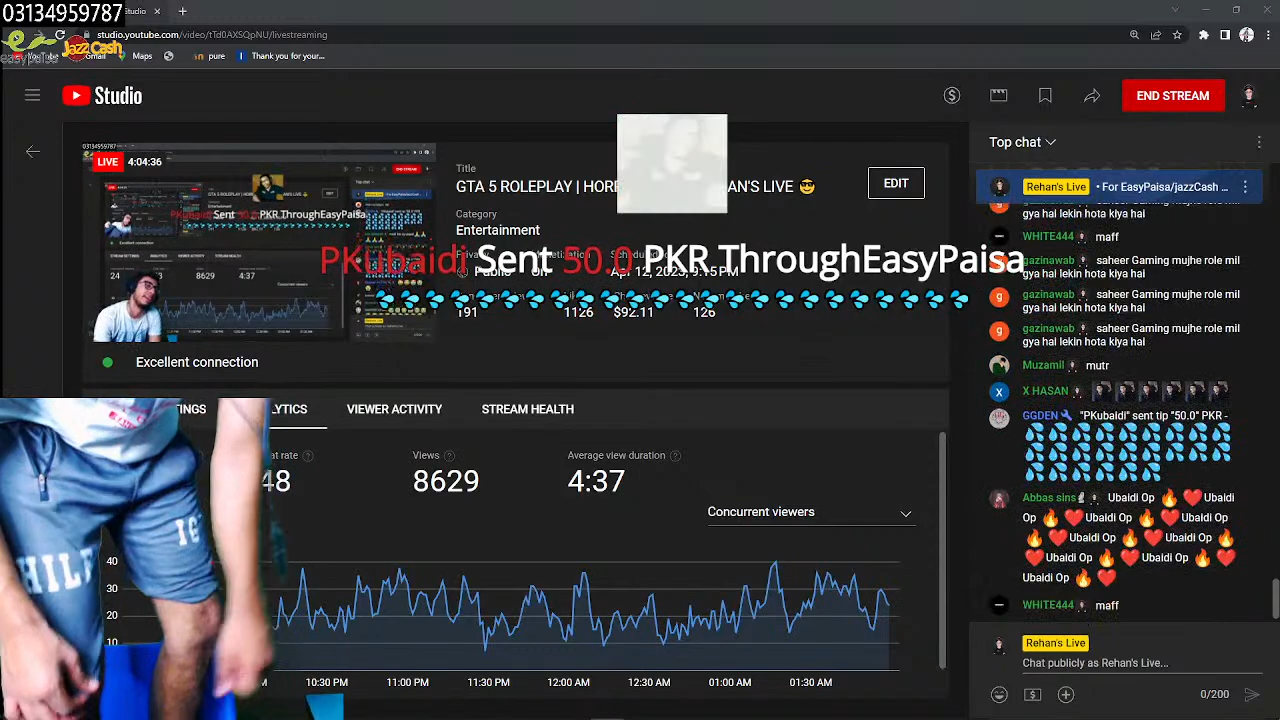 03134959787
Studio
studio.youtube.com/video/tTd0AXSQpNU/livestreaming
easypaisa
JazzCash
YouTube
Gmail
Maps
pure
Thank you for your...
Studio
END STREAM
LIVE 4:04:36
Title
GTA 5 ROLEPLAY | N'S LIVE 😎
EDIT
Category
Entertainment
PKubaidi Sent 50.0 PKR ThroughEasyPaisa
💦💦💦💦💦💦💦💦💦💦💦💦💦💦💦💦💦💦💦💦💦💦💦💦
191 1126 $92.11 126
Excellent connection
VIEWER ACTIVITY
STREAM HEALTH
Views
8629
Average view duration
4:37
Concurrent viewers
40
30
20
10
10:30 PM
11:00 PM
11:30 PM
12:00 AM
12:30 AM
01:00 AM
01:30 AM
Top chat
Rehan's Live • For EasyPaisa/jazzCash ...
gya hai lekin hota kiya hai
WHITE444 maff
gazinawab saheer Gaming mujhe role mil
gya hai lekin hota kiya hai
gazinawab saheer Gaming mujhe role mil
gya hai lekin hota kiya hai
gazinawab saheer Gaming mujhe role mil
gya hai lekin hota kiya hai
Muzamil mutr
X HASAN
GGDEN "PKubaldi" sent tip "50.0" PKR -
Abbas sins Ubaidi Op 🔥 ❤️ Ubaidi
Op 🔥 ❤️ Ubaidi Op 🔥 ❤️ Ubaidi Op
🔥 ❤️ Ubaidi Op 🔥 ❤️ Ubaidi Op 🔥
❤️ Ubaidi Op 🔥 ❤️ Ubaidi Op 🔥 ❤️
Ubaidi Op 🔥 ❤️
WHITE444 maff
Rehan's Live
Chat publicly as Rehan's Live...
0/200